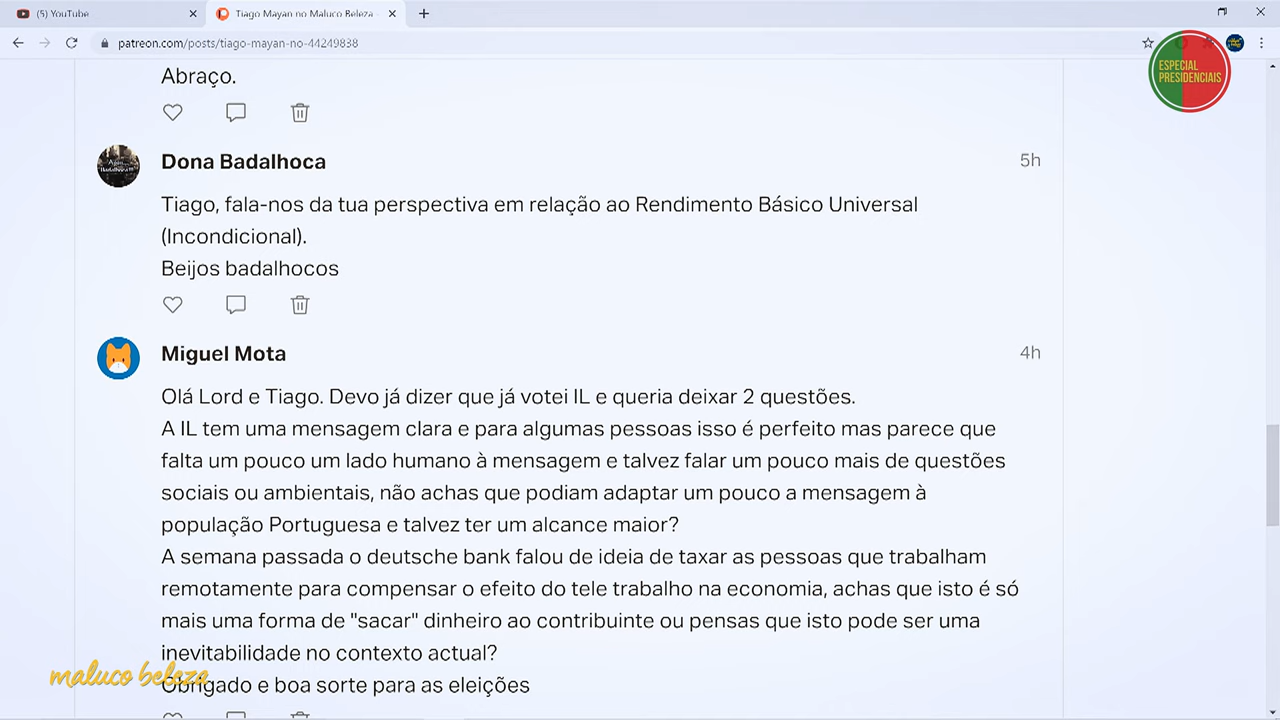 (5) YouTube
Tiago Mayan no Maluco Beleza
patreon.com/posts/tiago-mayan-no-44249838
ESPECIAL
PRESIDENCIAIS
Abraço.
Dona Badalhoca
5h
Tiago, fala-nos da tua perspectiva em relação ao Rendimento Básico Universal
(Incondicional).
Beijos badalhocos
Miguel Mota
4h
Olá Lord e Tiago. Devo já dizer que já votei IL e queria deixar 2 questões.
A IL tem uma mensagem clara e para algumas pessoas isso é perfeito mas parece que
falta um pouco um lado humano à mensagem e talvez falar um pouco mais de questões
sociais ou ambientais, não achas que podiam adaptar um pouco a mensagem à
população Portuguesa e talvez ter um alcance maior?
A semana passada o deutsche bank falou de ideia de taxar as pessoas que trabalham
remotamente para compensar o efeito do tele trabalho na economia, achas que isto é só
mais uma forma de "sacar" dinheiro ao contribuinte ou pensas que isto pode ser uma
inevitabilidade no contexto actual?
Obrigado e boa sorte para as eleições
maluco beleza